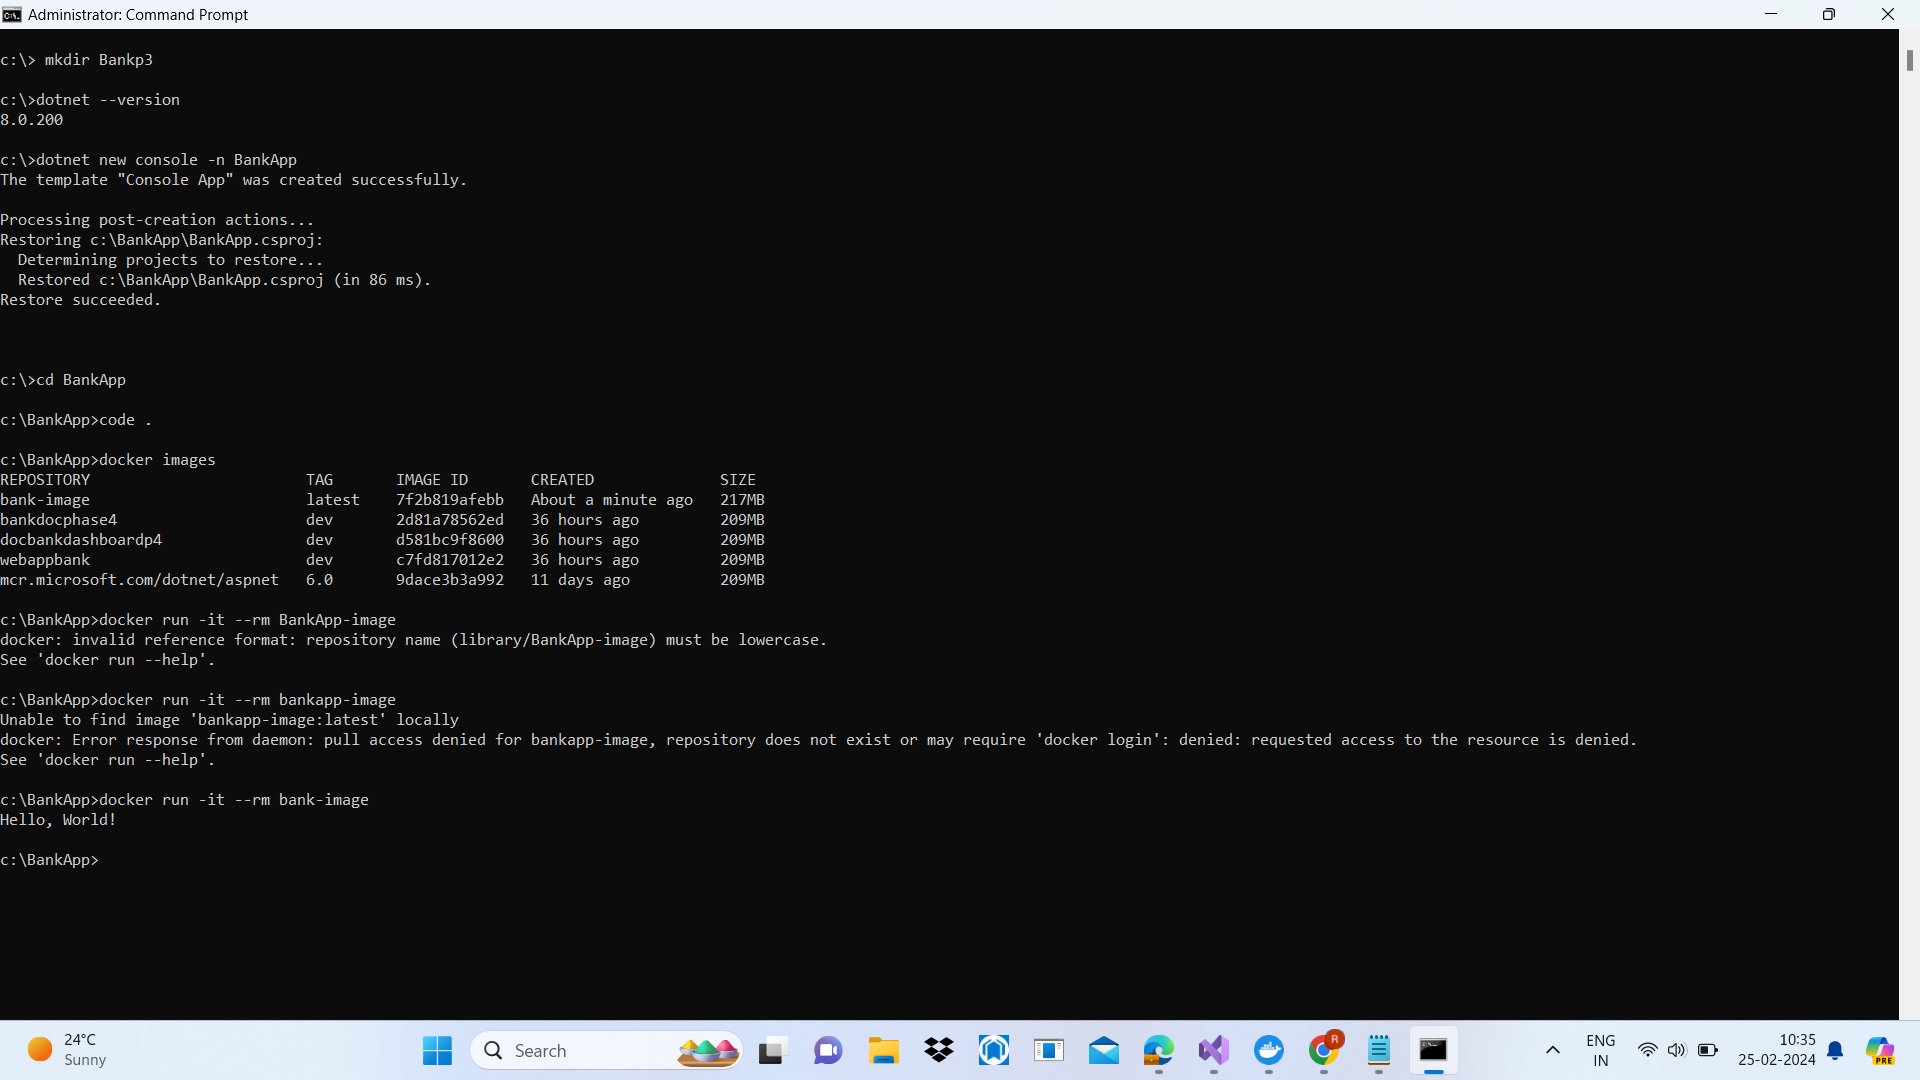 Administrator: Command Prompt
c:\> mkdir Bankp3
c:\>dotnet --version
8.0.200
c:\>dotnet new console -n BankApp
The template "Console App" was created successfully.
Processing post-creation actions...
Restoring c:\BankApp\BankApp.csproj:
  Determining projects to restore...
  Restored c:\BankApp\BankApp.csproj (in 86 ms).
Restore succeeded.
c:\>cd BankApp
c:\BankApp>code .
c:\BankApp>docker images
REPOSITORY                        TAG       IMAGE ID       CREATED              SIZE
bank-image                        latest    7f2b819afebb   About a minute ago   217MB
bankdocphase4                     dev       2d81a78562ed   36 hours ago         209MB
docbankdashboardp4                dev       d581bc9f8600   36 hours ago         209MB
webappbank                        dev       c7fd817012e2   36 hours ago         209MB
mcr.microsoft.com/dotnet/aspnet   6.0       9dace3b3a992   11 days ago          209MB
c:\BankApp>docker run -it --rm BankApp-image
docker: invalid reference format: repository name (library/BankApp-image) must be lowercase.
See 'docker run --help'.
c:\BankApp>docker run -it --rm bankapp-image
Unable to find image 'bankapp-image:latest' locally
docker: Error response from daemon: pull access denied for bankapp-image, repository does not exist or may require 'docker login': denied: requested access to the resource is denied.
See 'docker run --help'.
c:\BankApp>docker run -it --rm bank-image
Hello, World!
c:\BankApp>
24°C
Sunny
Search
R
ENG
IN
10:35
25-02-2024
PRE